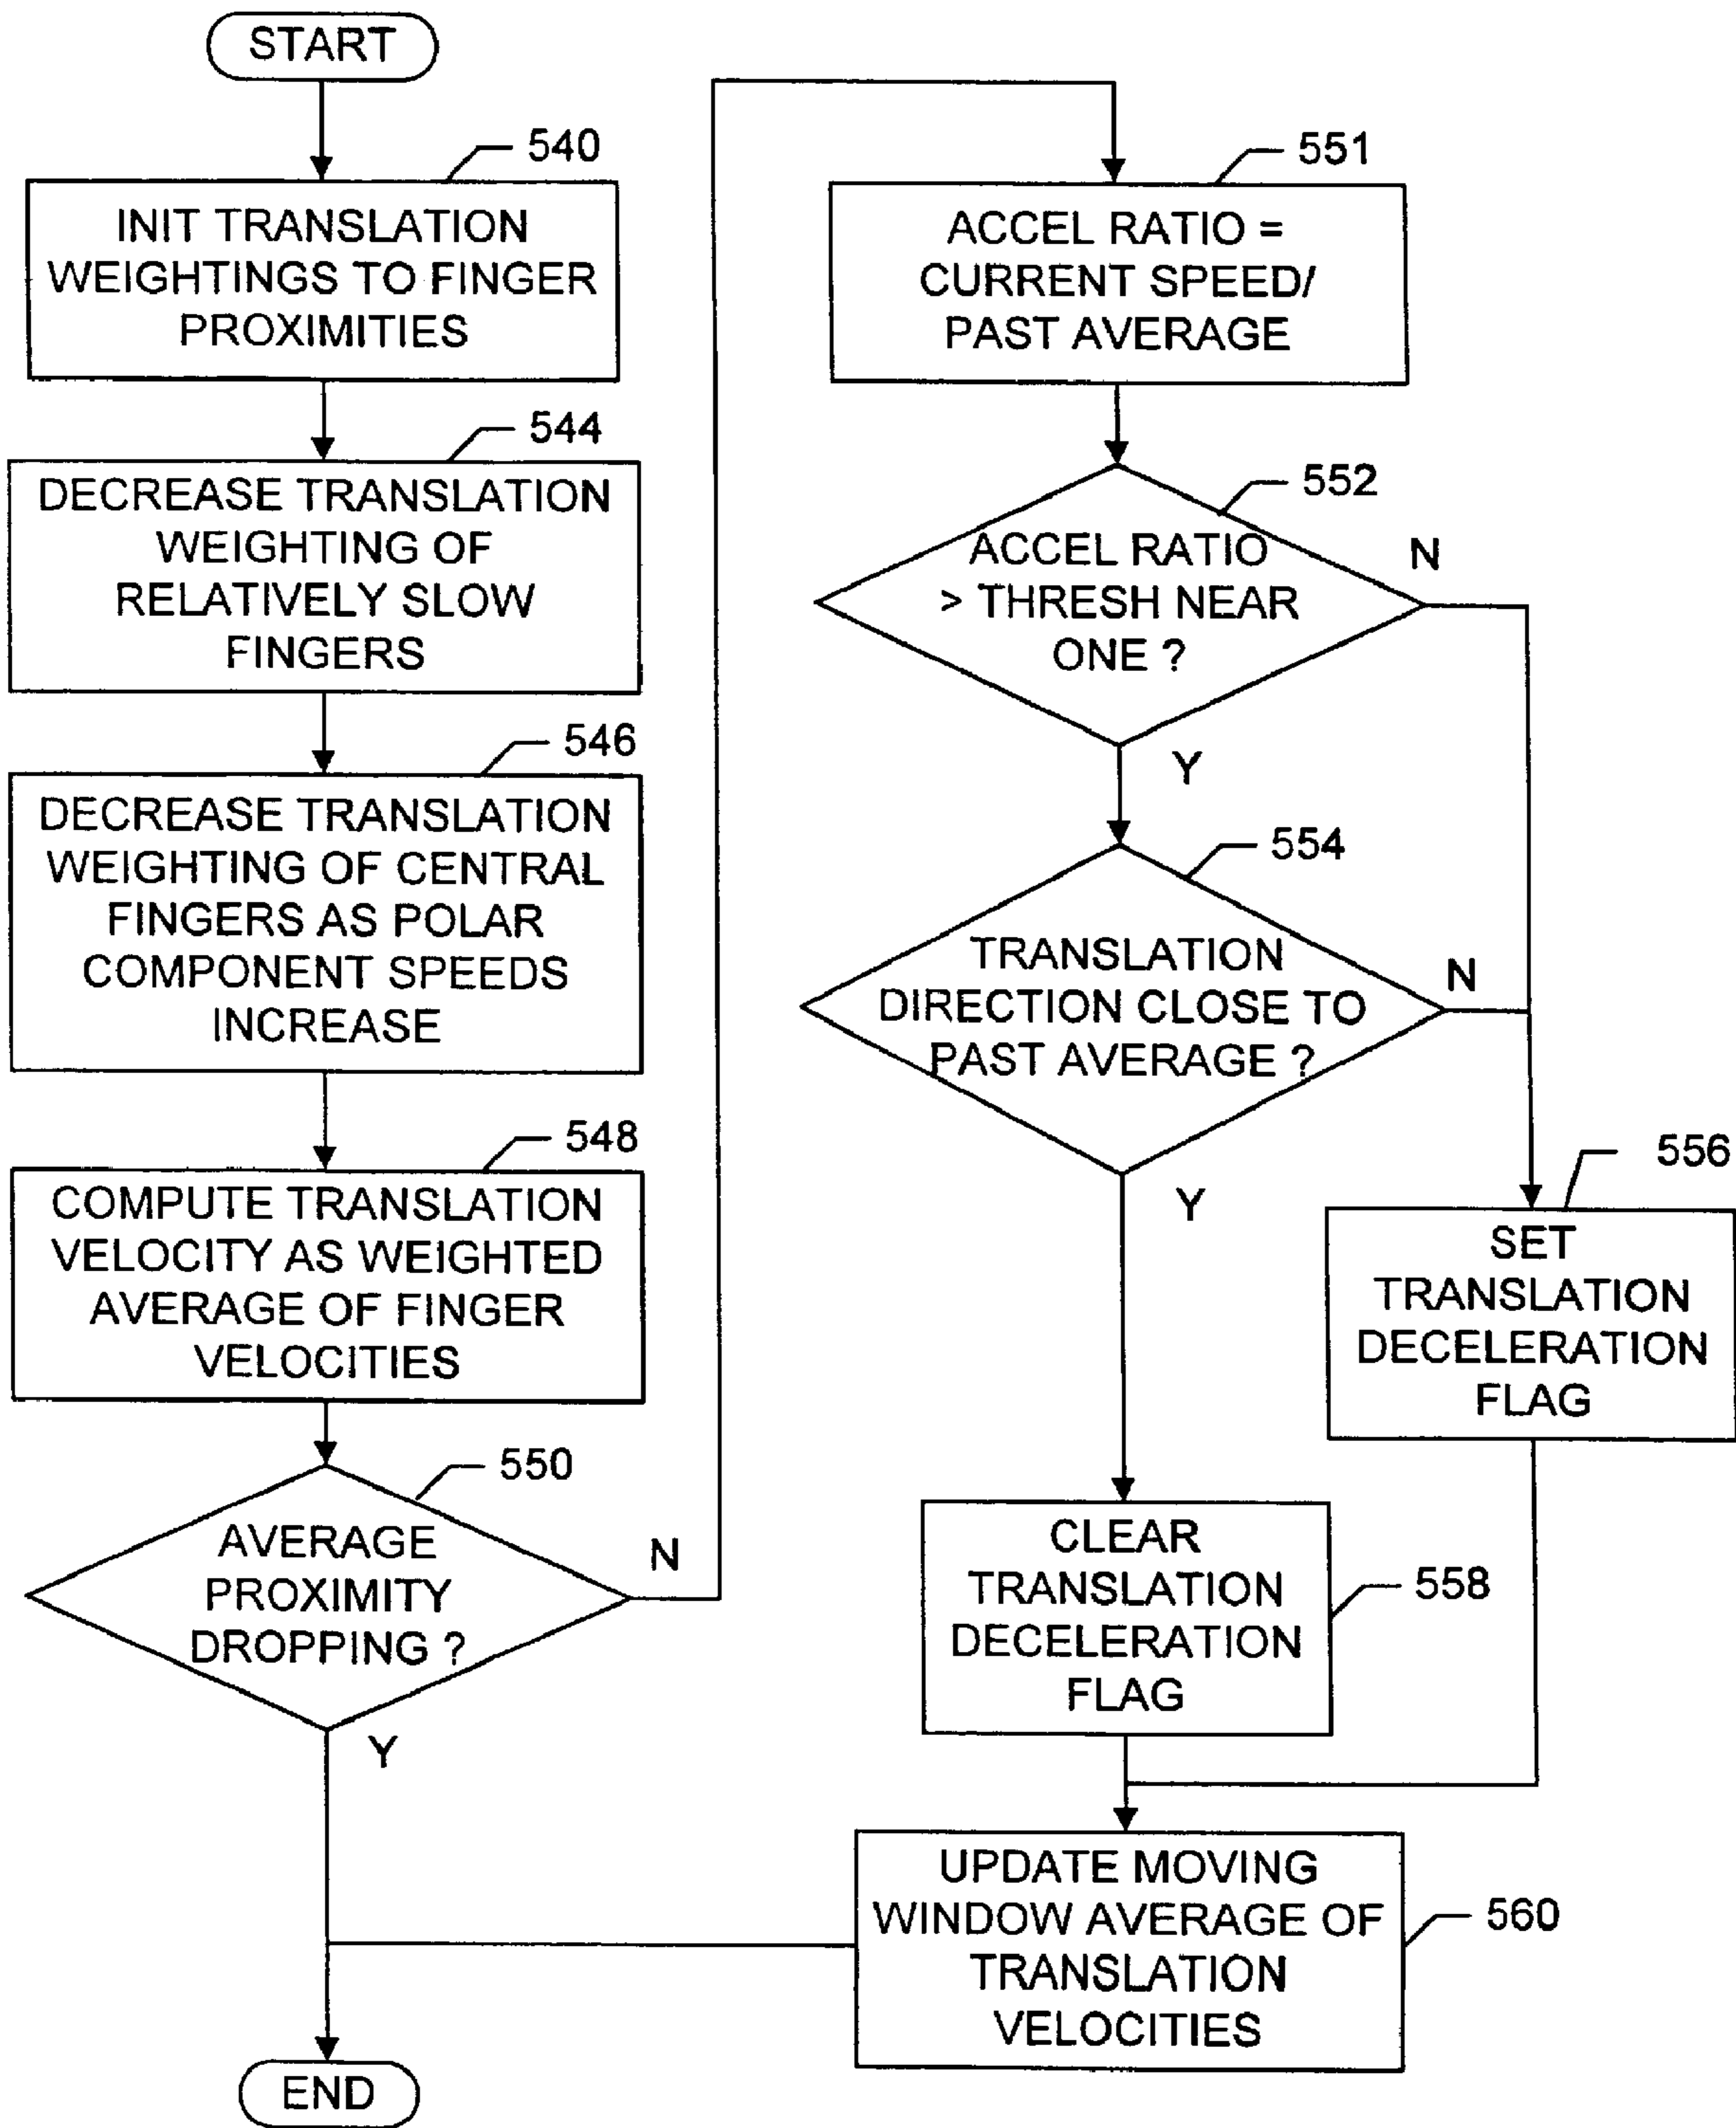 START
540
INIT TRANSLATION
WEIGHTINGS TO FINGER
PROXIMITIES
544
DECREASE TRANSLATION
WEIGHTING OF
RELATIVELY SLOW
FINGERS
546
DECREASE TRANSLATION
WEIGHTING OF CENTRAL
FINGERS AS POLAR
COMPONENT SPEEDS
INCREASE
548
COMPUTE TRANSLATION
VELOCITY AS WEIGHTED
AVERAGE OF FINGER
VELOCITIES
550
AVERAGE
PROXIMITY
DROPPING ?
N
Y
551
ACCEL RATIO =
CURRENT SPEED/
PAST AVERAGE
552
ACCEL RATIO
> THRESH NEAR
ONE ?
N
Y
554
TRANSLATION
DIRECTION CLOSE TO
PAST AVERAGE ?
N
Y
556
SET
TRANSLATION
DECELERATION
FLAG
CLEAR
TRANSLATION
DECELERATION
FLAG
558
UPDATE MOVING
WINDOW AVERAGE OF
TRANSLATION
VELOCITIES
560
END